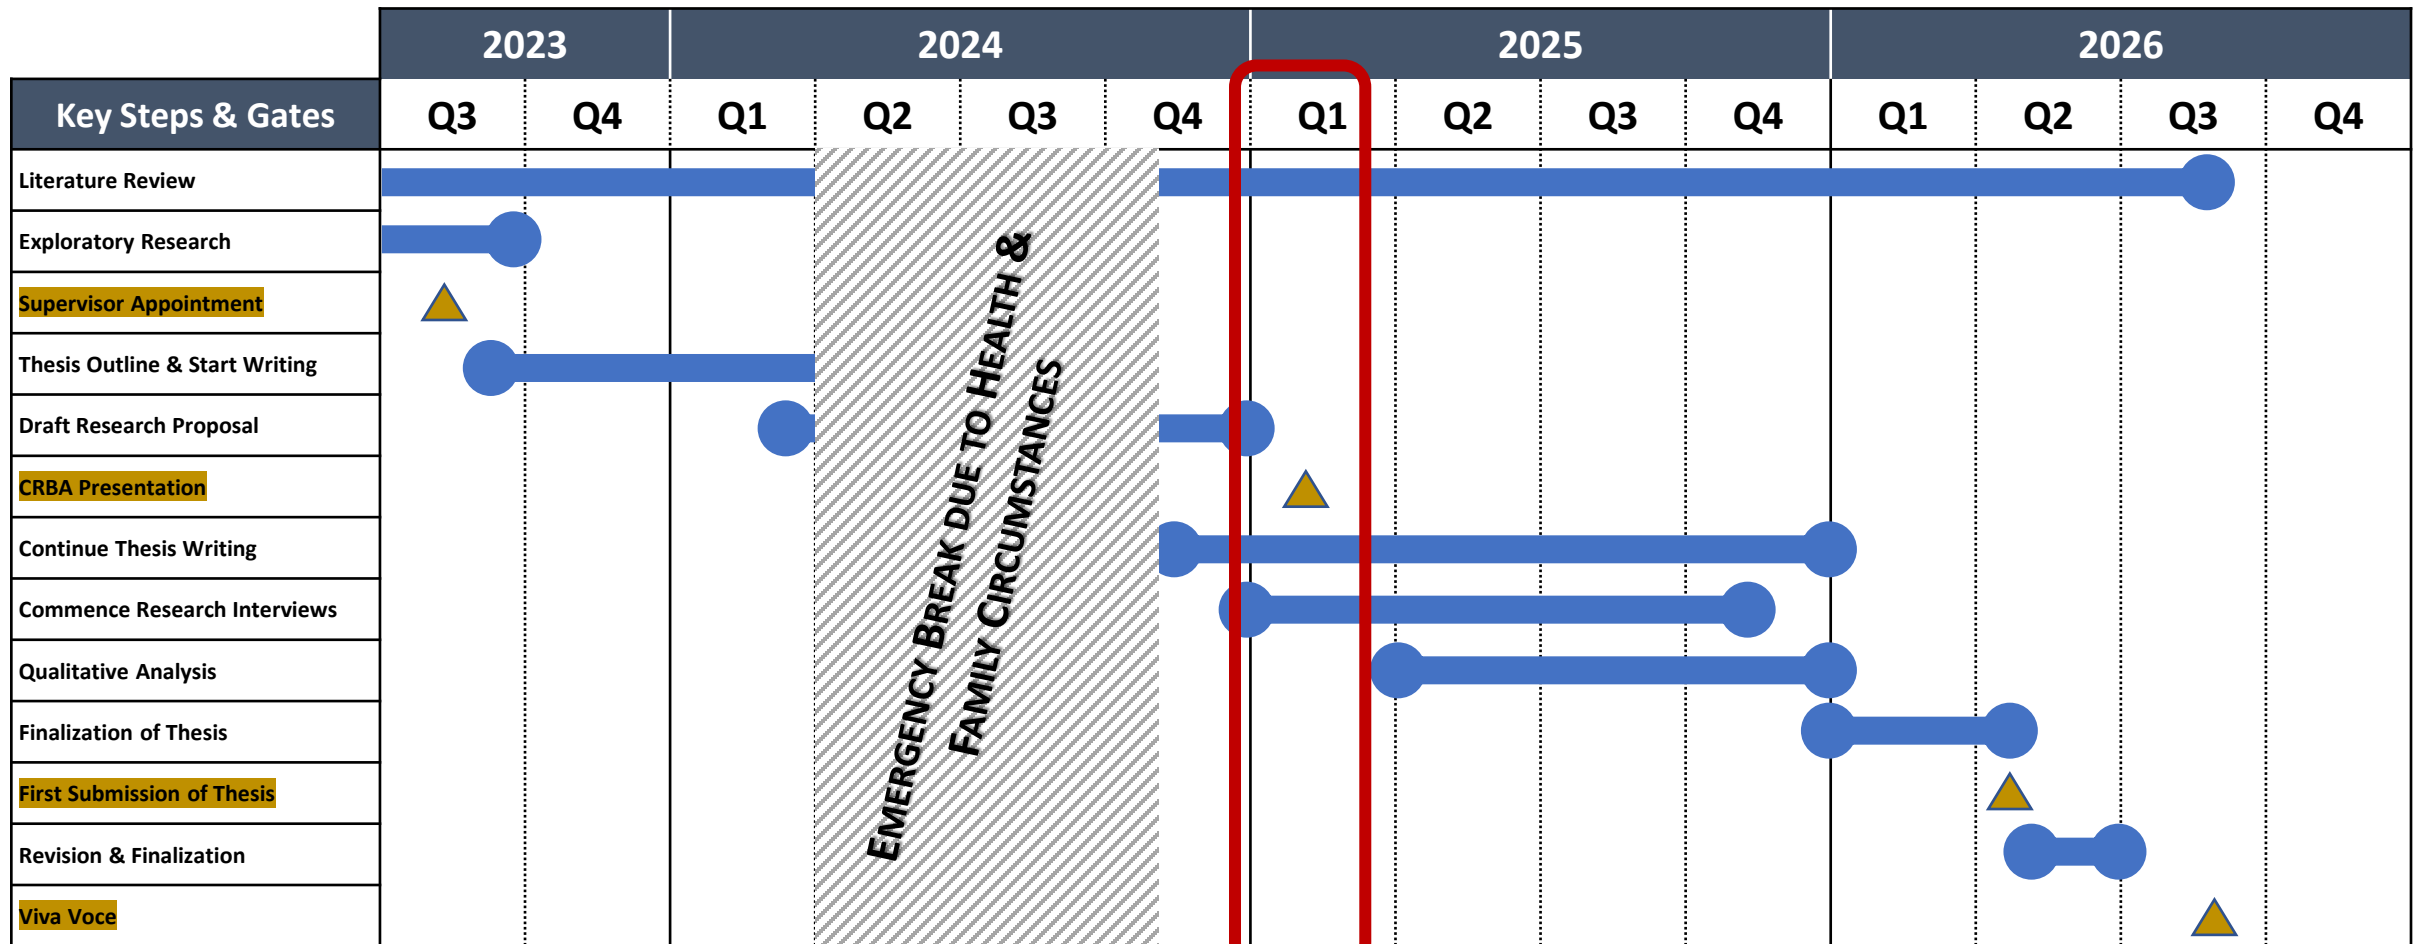 2023 2024 2025 2026
Key Steps & Gates Q3 Q4 Q1 Q2 Q3 Q4 Q1 Q2 Q3 Q4 Q1 Q2 Q3 Q4
Literature Review
Exploratory Research
Supervisor Appointment
Thesis Outline & Start Writing
Draft Research Proposal
CRBA Presentation
Continue Thesis Writing
Commence Research Interviews
Qualitative Analysis
Finalization of Thesis
First Submission of Thesis
Revision & Finalization
Viva Voce
EMERGENCY BREAK DUE TO HEALTH &
FAMILY CIRCUMSTANCES